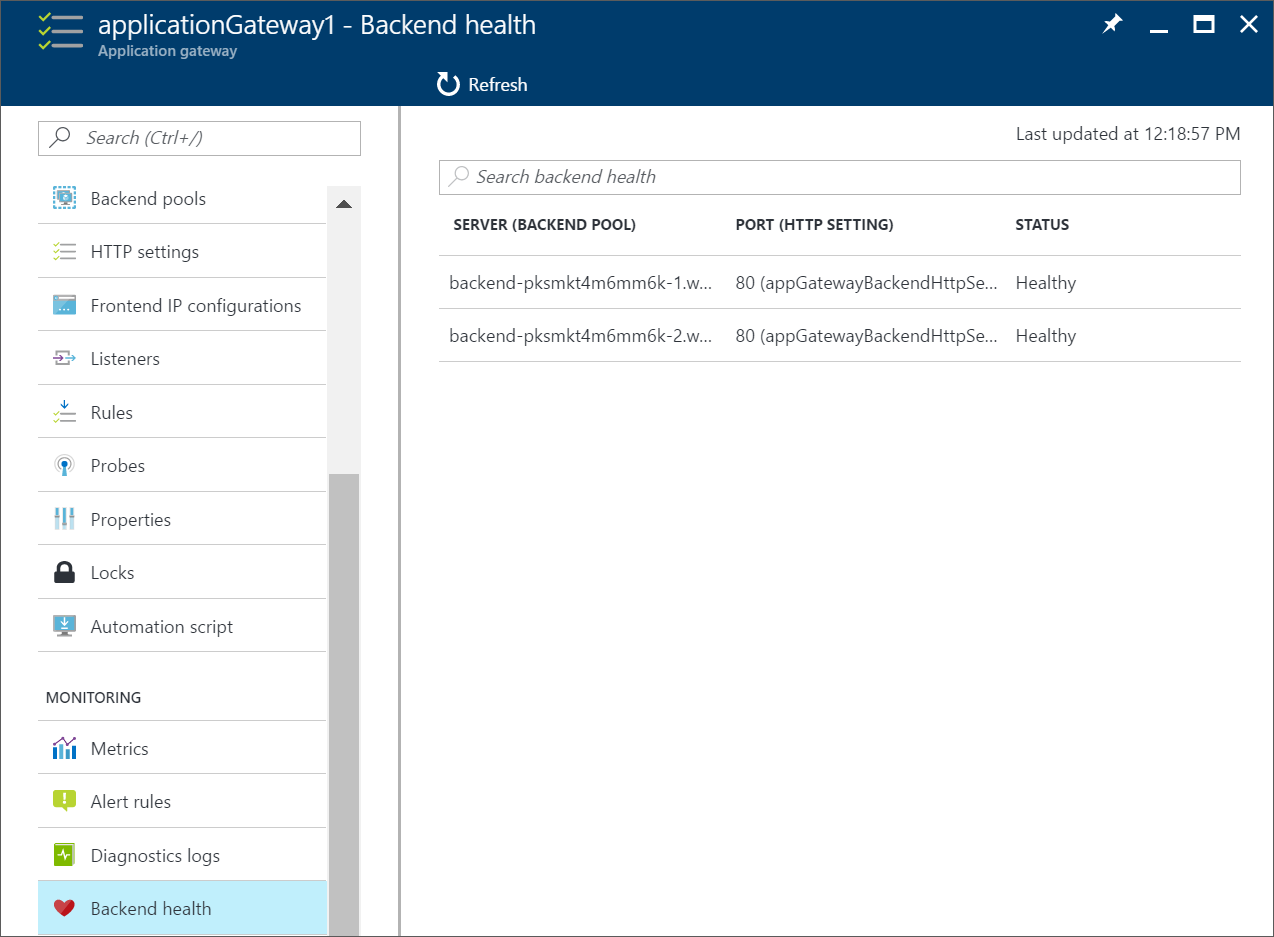 applicationGateway1 - Backend health
Application gateway
Refresh
Search (Ctrl+/)
Backend pools
HTTP settings
Frontend IP configurations
Listeners
Rules
Probes
Properties
Locks
Automation script
MONITORING
Metrics
Alert rules
Diagnostics logs
Backend health
Last updated at 12:18:57 PM
Search backend health
SERVER (BACKEND POOL) PORT (HTTP SETTING) STATUS
backend-pksmkt4m6mm6k-1.w... 80 (appGatewayBackendHttpSe... Healthy
backend-pksmkt4m6mm6k-2.w... 80 (appGatewayBackendHttpSe... Healthy